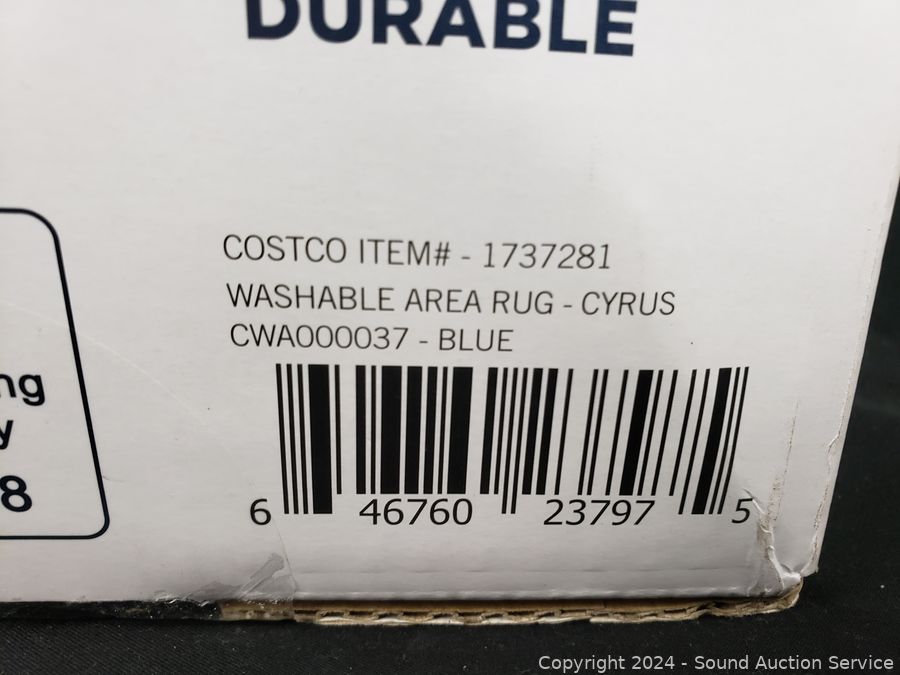 DURABLE
COSTCO ITEM# - 1737281
WASHABLE AREA RUG - CYRUS
CWA000037 - BLUE
6 46760 23797 5
8
Copyright © 2024 - Sound Auction Service